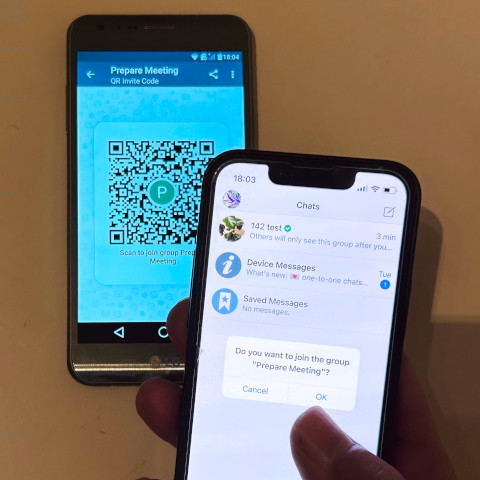 18:04
Prepare Meeting
QR Invite Code
P
Scan to join group Prepare
Meeting
18:03
Chats
142 test
3 min
Others will only see this group after you...
Device Messages
Tue
What's new: 💌 one-to-one chats...
1
Saved Messages
No messages.
Do you want to join the group
"Prepare Meeting"?
Cancel
OK